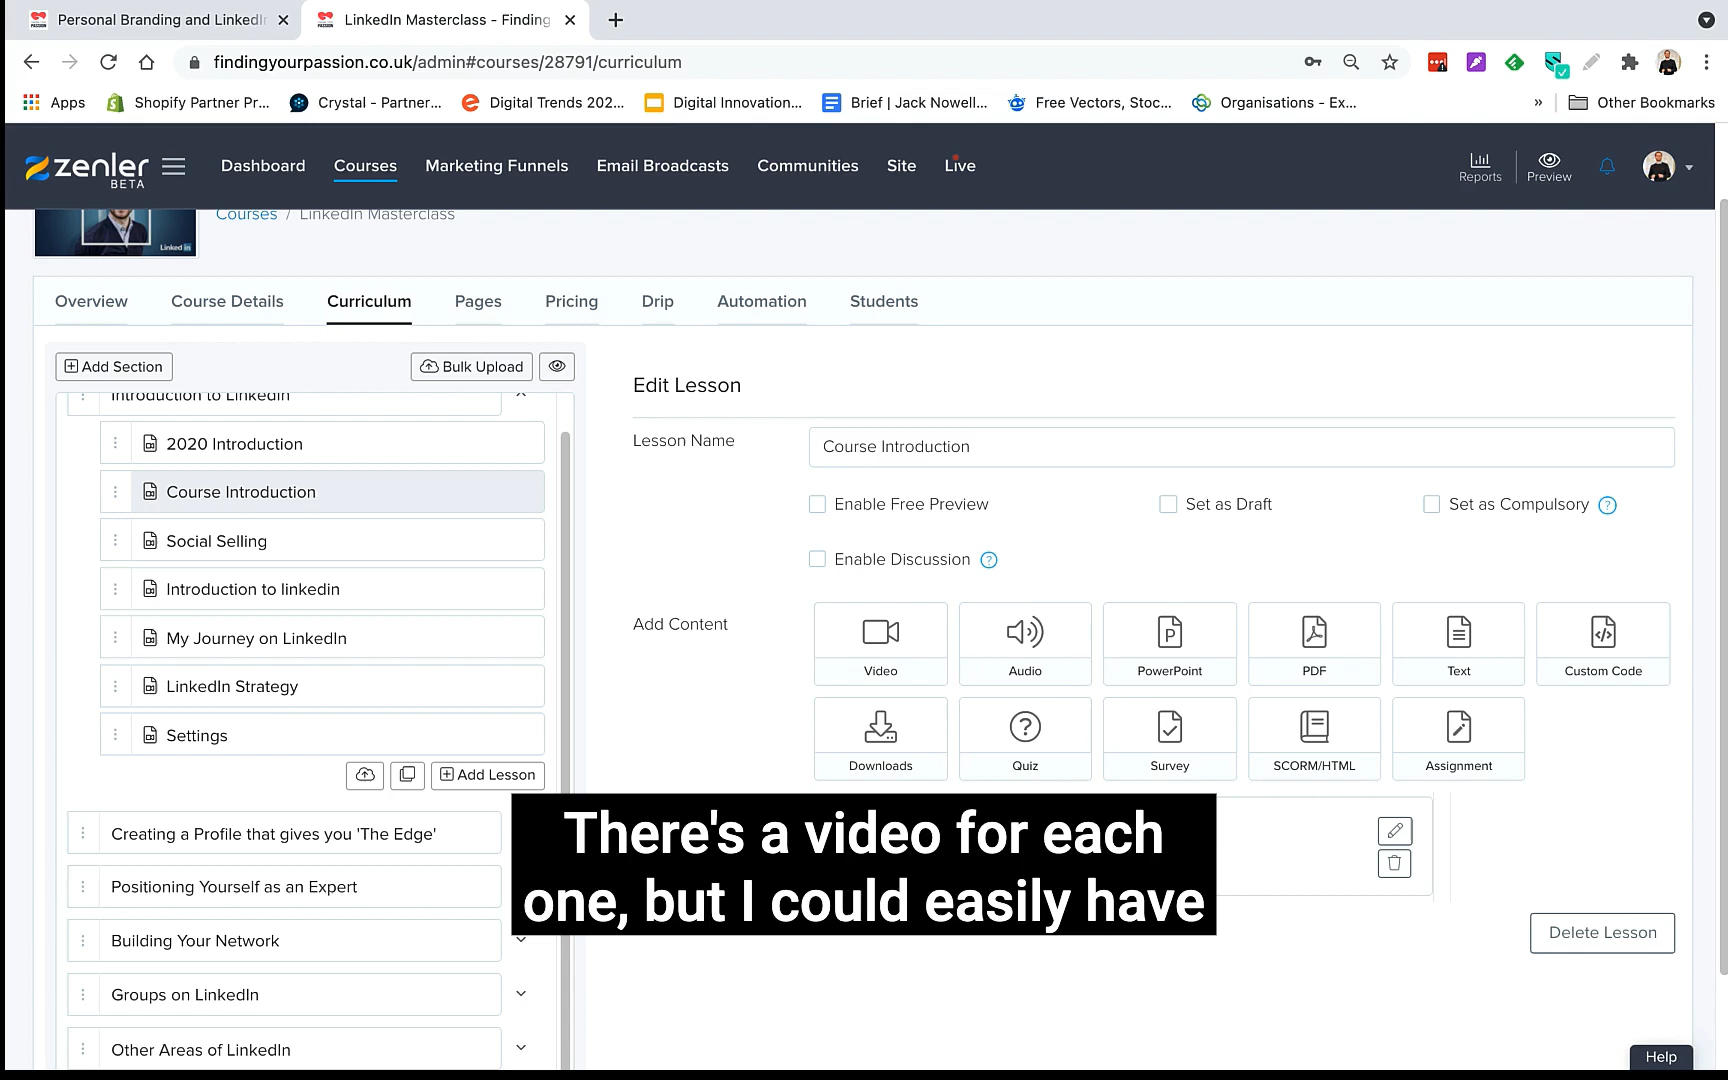 Personal Branding and LinkedIn
LinkedIn Masterclass - Finding
findingyourpassion.co.uk/admin#courses/28791/curriculum
Apps
Shopify Partner Pr...
Crystal - Partner...
Digital Trends 202...
Digital Innovation...
Brief | Jack Nowell...
Free Vectors, Stoc...
Organisations - Ex...
»
Other Bookmarks
zenler
BETA
Dashboard
Courses
Marketing Funnels
Email Broadcasts
Communities
Site
Live
Reports
Preview
Linked in
Courses / LinkedIn Masterclass
Overview
Course Details
Curriculum
Pages
Pricing
Drip
Automation
Students
Add Section
Bulk Upload
Introduction to LinkedIn
2020 Introduction
Course Introduction
Social Selling
Introduction to linkedin
My Journey on LinkedIn
LinkedIn Strategy
Settings
Add Lesson
Creating a Profile that gives you 'The Edge'
Positioning Yourself as an Expert
Building Your Network
Groups on LinkedIn
Other Areas of LinkedIn
Edit Lesson
Lesson Name
Course Introduction
Enable Free Preview
Set as Draft
Set as Compulsory ?
Enable Discussion ?
Add Content
Video
Audio
PowerPoint
PDF
Text
Custom Code
Downloads
Quiz
Survey
SCORM/HTML
Assignment
There's a video for each
one, but I could easily have
Delete Lesson
Help